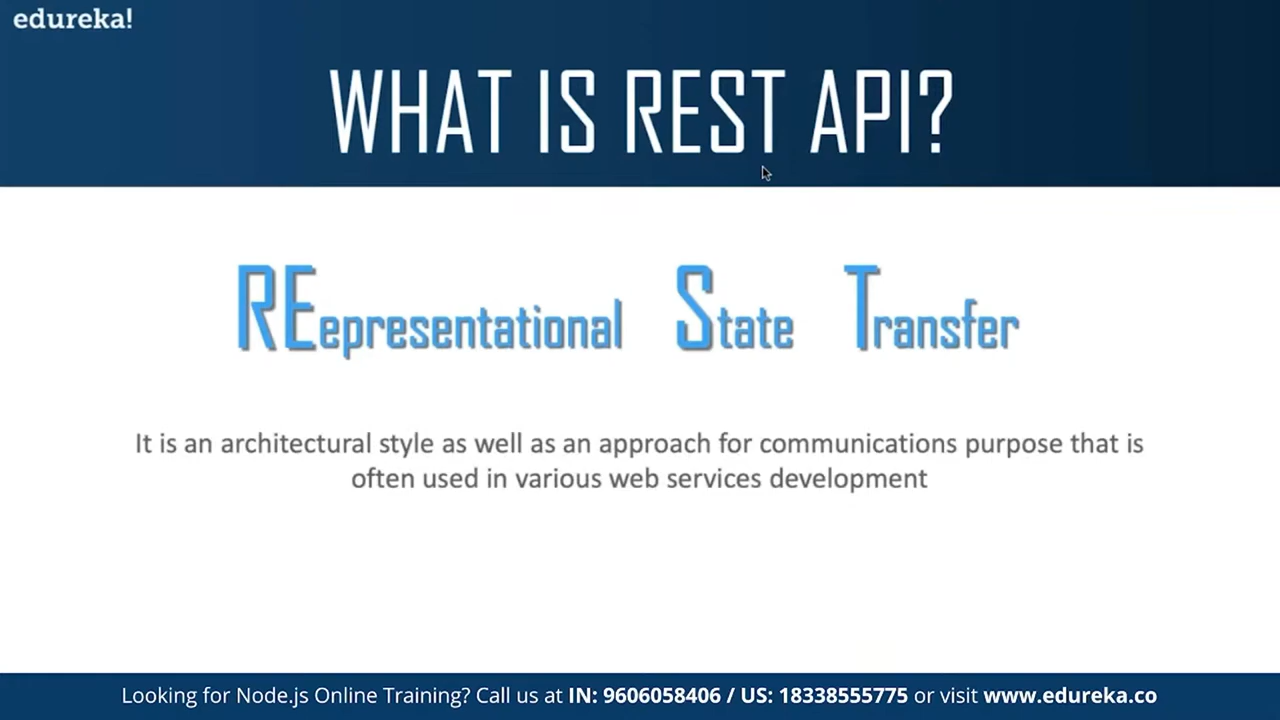 edureka!
WHAT IS REST API?
REepresentational State Transfer
It is an architectural style as well as an approach for communications purpose that is
often used in various web services development
Looking for Node.js Online Training? Call us at IN: 9606058406 / US: 18338555775 or visit www.edureka.co